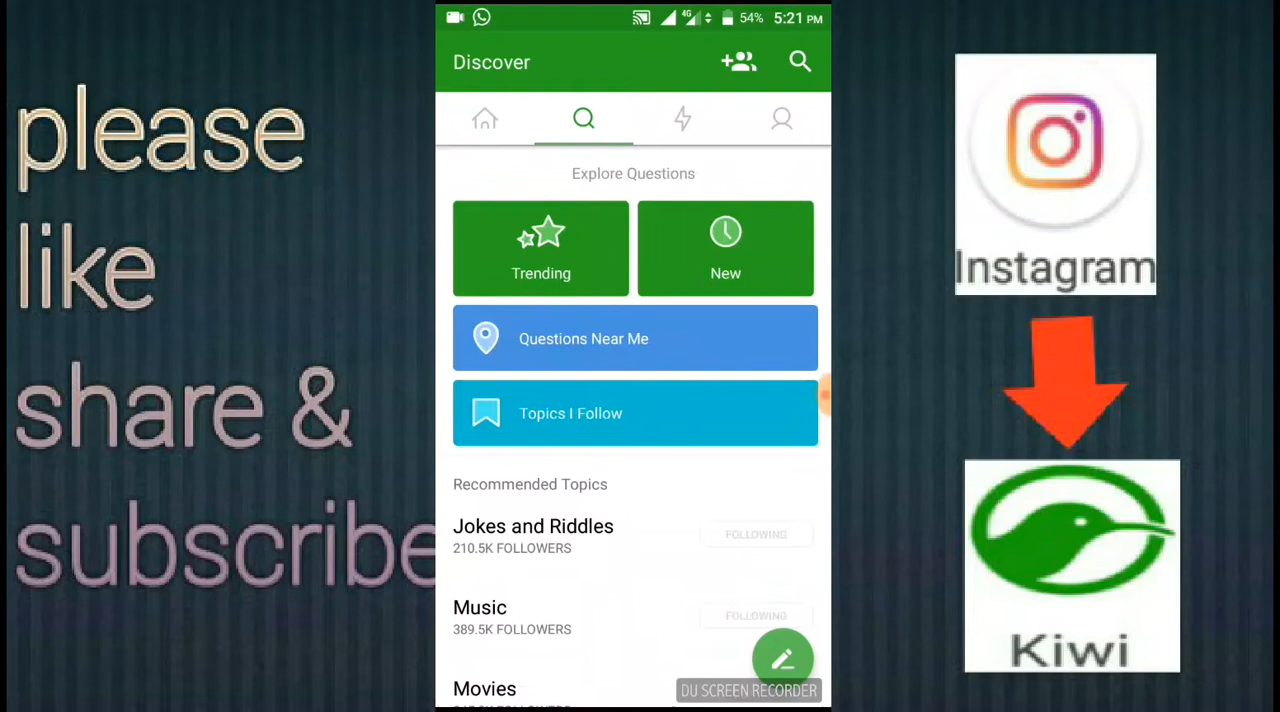 please
like
share &
subscribe
4G 54% 5:21 PM
Discover
Explore Questions
Trending
New
Questions Near Me
Topics I Follow
Recommended Topics
Jokes and Riddles
210.5K FOLLOWERS
FOLLOWING
Music
389.5K FOLLOWERS
FOLLOWING
Movies
DU SCREEN RECORDER
Instagram
Kiwi